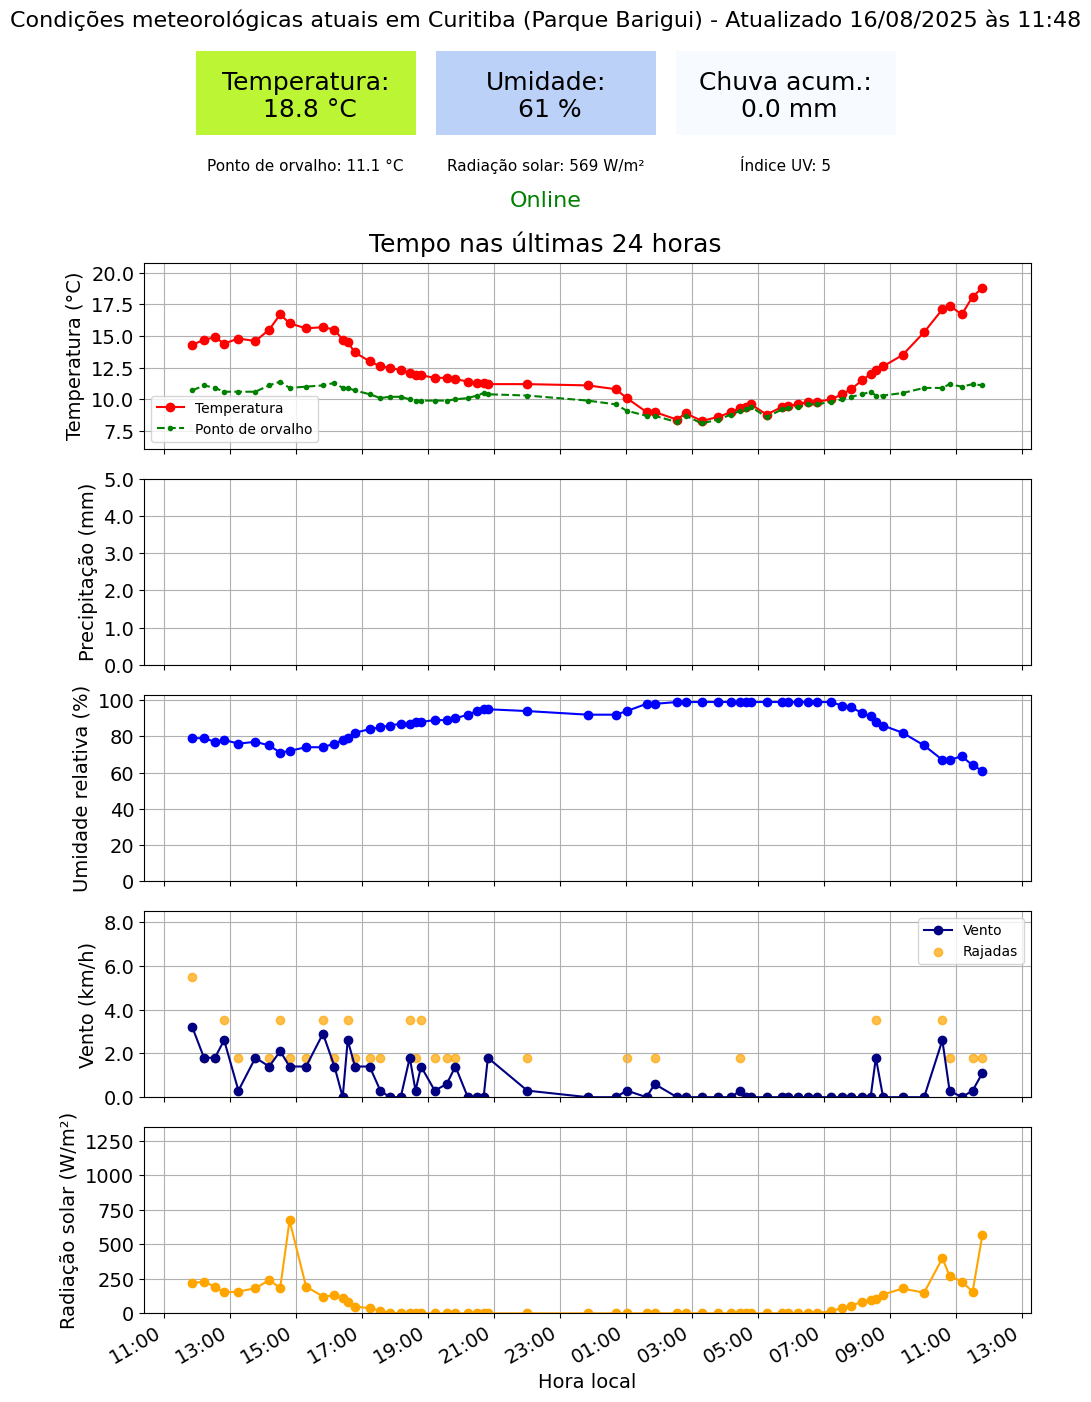 Condições meteorológicas atuais em Curitiba (Parque Barigui) - Atualizado 16/08/2025 às 11:48
Temperatura:
18.8 °C
Umidade:
61 %
Chuva acum.:
0.0 mm
Ponto de orvalho: 11.1 °C
Radiação solar: 569 W/m²
Índice UV: 5
Online
Tempo nas últimas 24 horas
Temperatura (°C)
20.0
17.5
15.0
12.5
10.0
7.5
Temperatura
Ponto de orvalho
Precipitação (mm)
5.0
4.0
3.0
2.0
1.0
0.0
Umidade relativa (%)
100
80
60
40
20
0
Vento (km/h)
8.0
6.0
4.0
2.0
0.0
Vento
Rajadas
Radiação solar (W/m²)
1250
1000
750
500
250
0
11:00
13:00
15:00
17:00
19:00
21:00
23:00
01:00
03:00
05:00
07:00
09:00
11:00
13:00
Hora local